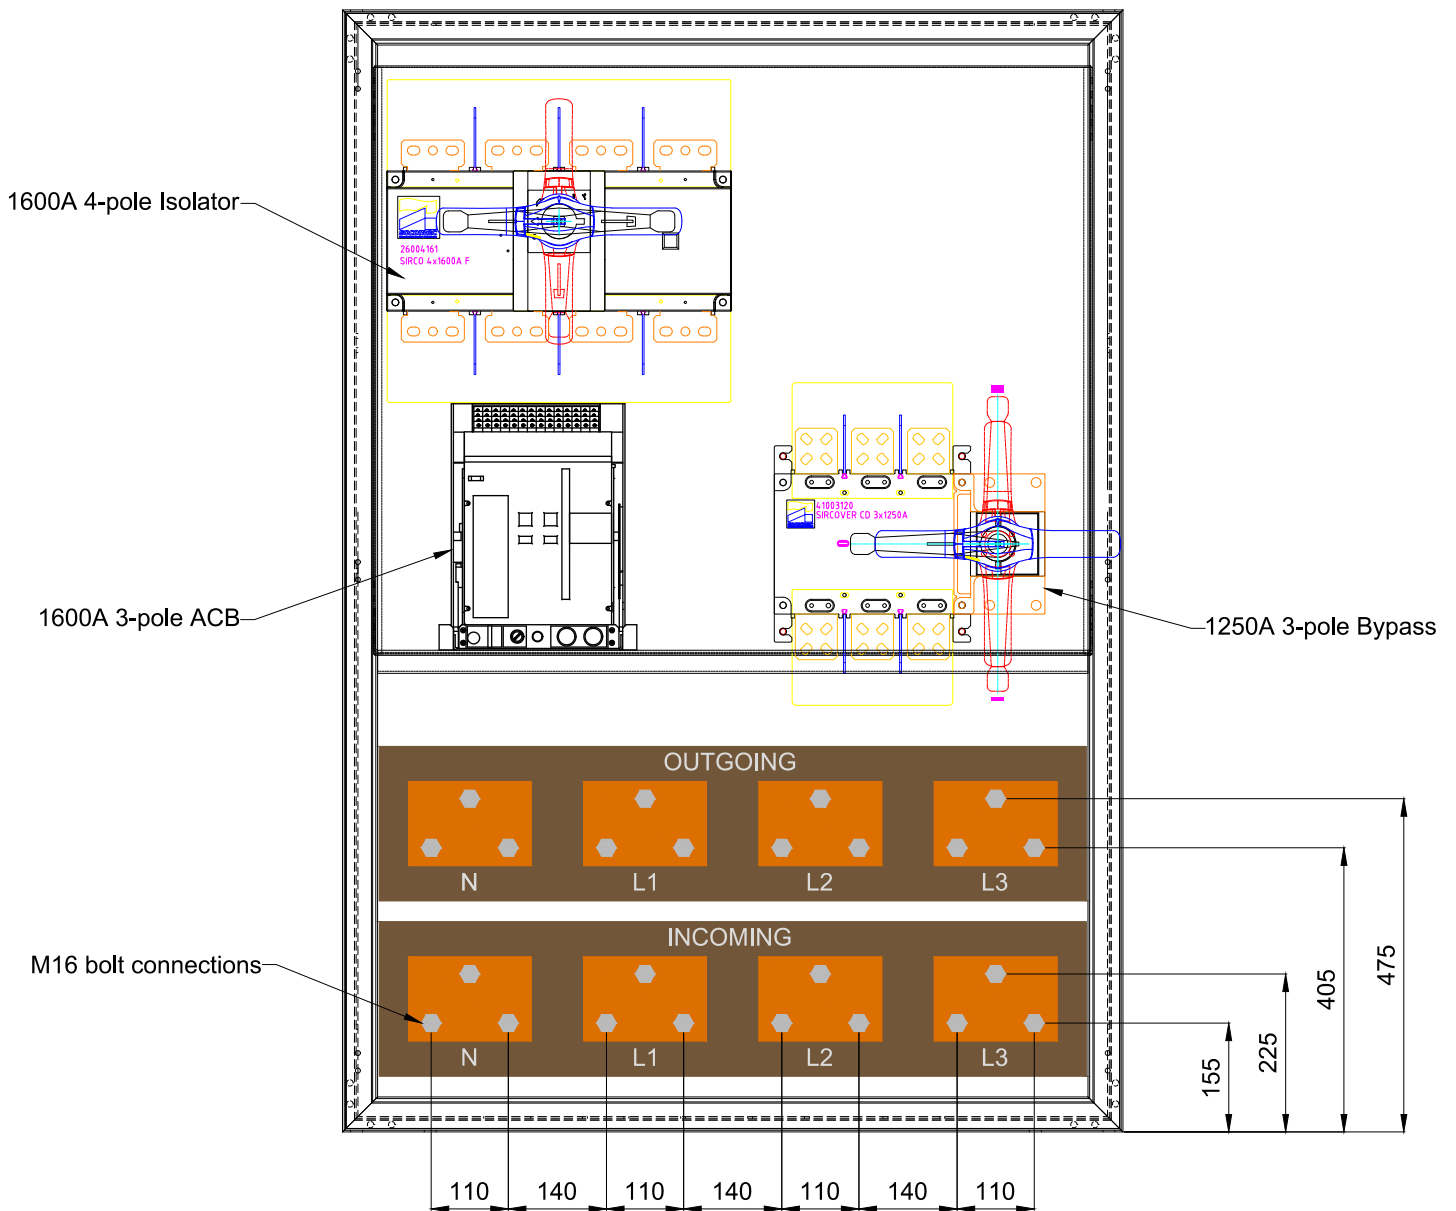 1600A 4-pole Isolator
26004161
SIRCO 4x1600A F
41003120
SIRCOVER CD 3x1250A
1600A 3-pole ACB
1250A 3-pole Bypass
OUTGOING
N L1 L2 L3
INCOMING
M16 bolt connections
N L1 L2 L3
155
225
405
475
110 140 110 140 110 140 110